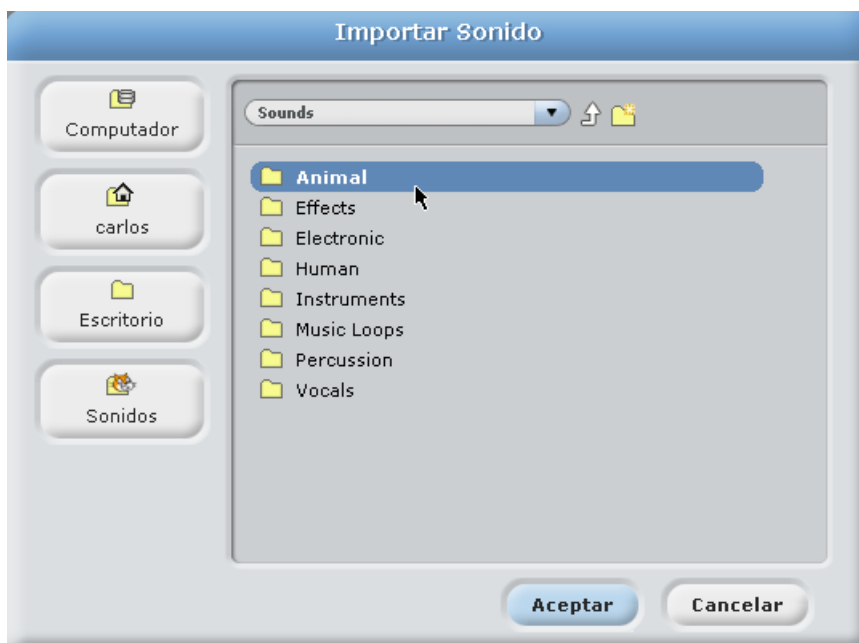 Importar Sonido
Computador
carlos
Escritorio
Sonidos
Sounds
Animal
Effects
Electronic
Human
Instruments
Music Loops
Percussion
Vocals
Aceptar
Cancelar